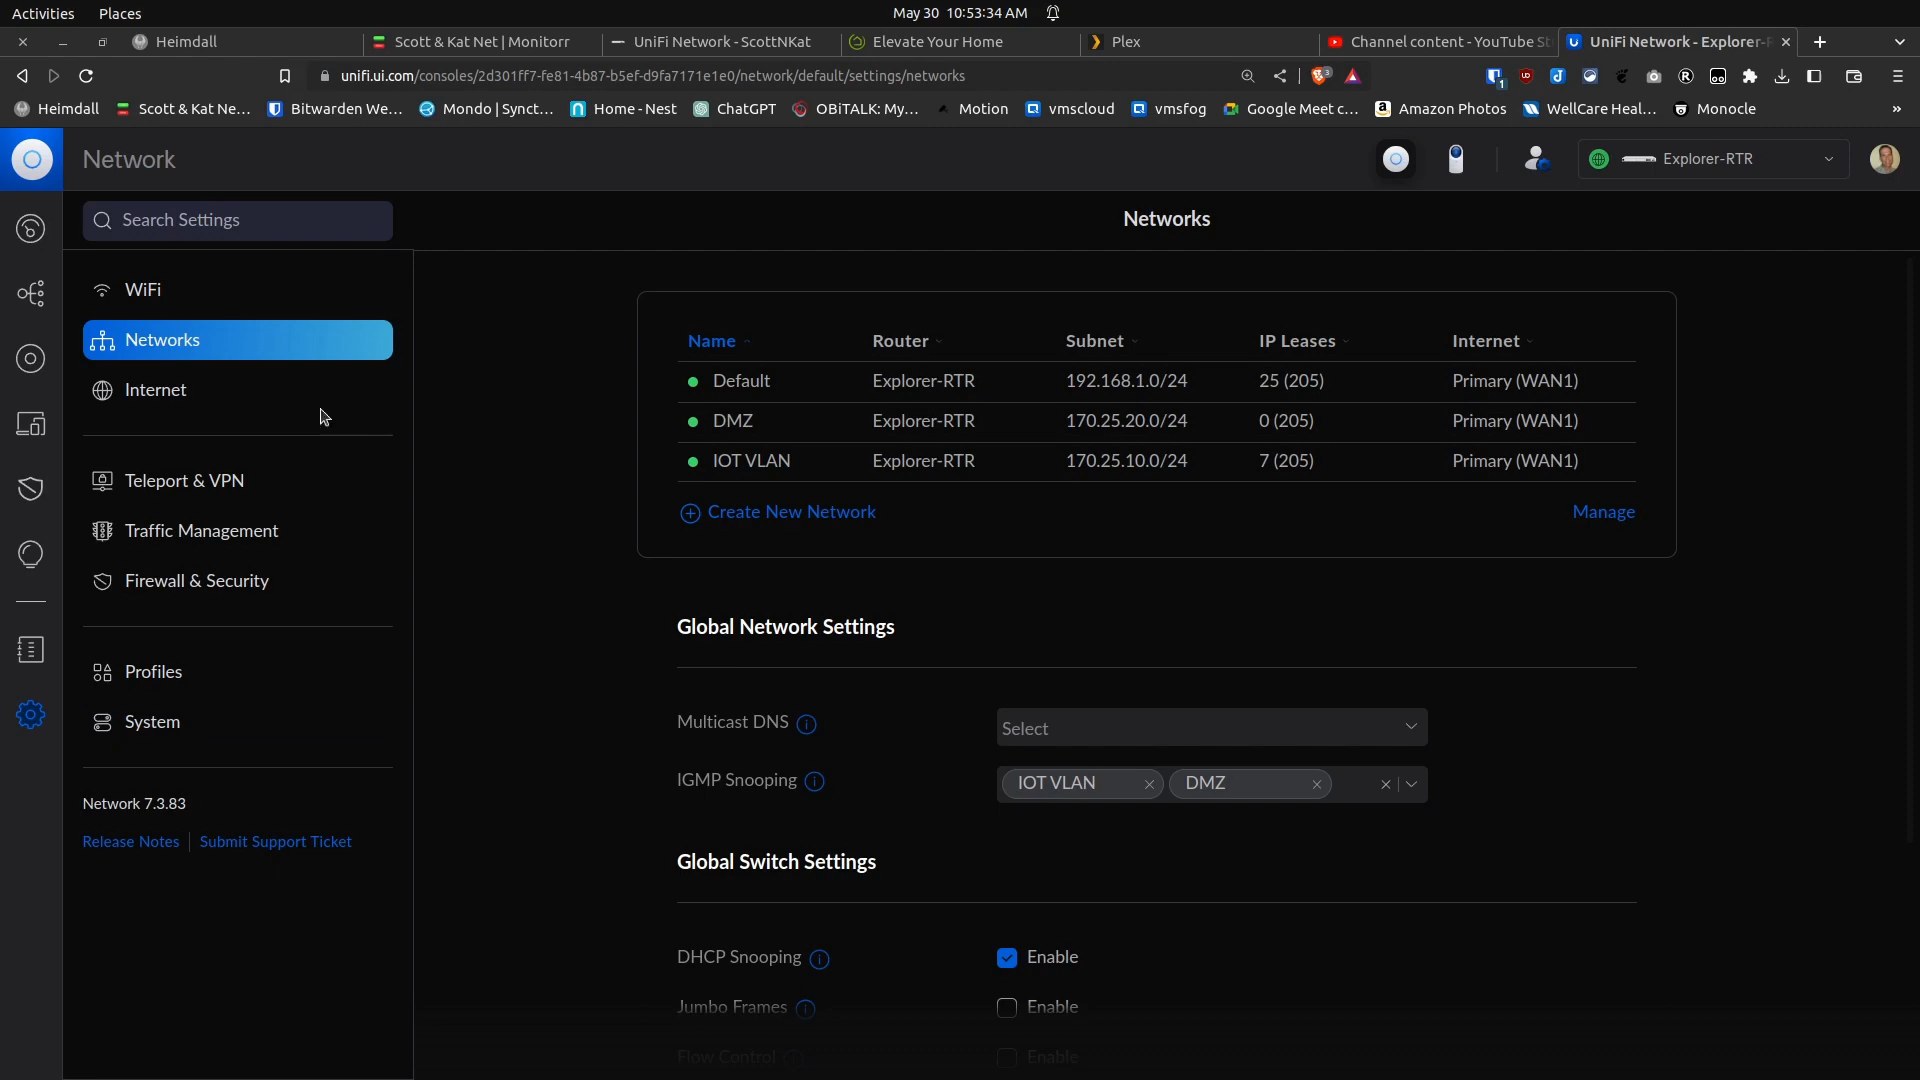 Activities Places May 30 10:53:34 AM
Heimdall Scott & Kat Net | Monitorr UniFi Network - ScottNKat Elevate Your Home Plex Channel content - YouTube St UniFi Network - Explorer-R
unifi.ui.com/consoles/2d301ff7-fe81-4b87-b5ef-d9fa7171e1e0/network/default/settings/networks 3 1
Heimdall Scott & Kat Ne... Bitwarden We... Mondo | Synct... Home - Nest ChatGPT OBiTALK: My... Motion vmscloud vmsfog Google Meet c... Amazon Photos WellCare Heal... Monocle »
Network Explorer-RTR
Search Settings
Networks
WiFi
Networks
Internet
Teleport & VPN
Traffic Management
Firewall & Security
Profiles
System
Network 7.3.83
Release Notes Submit Support Ticket
Name Router Subnet IP Leases Internet
Default Explorer-RTR 192.168.1.0/24 25 (205) Primary (WAN1)
DMZ Explorer-RTR 170.25.20.0/24 0 (205) Primary (WAN1)
IOT VLAN Explorer-RTR 170.25.10.0/24 7 (205) Primary (WAN1)
Create New Network Manage
Global Network Settings
Multicast DNS Select
IGMP Snooping IOT VLAN DMZ
Global Switch Settings
DHCP Snooping Enable
Jumbo Frames Enable
Flow Control Enable